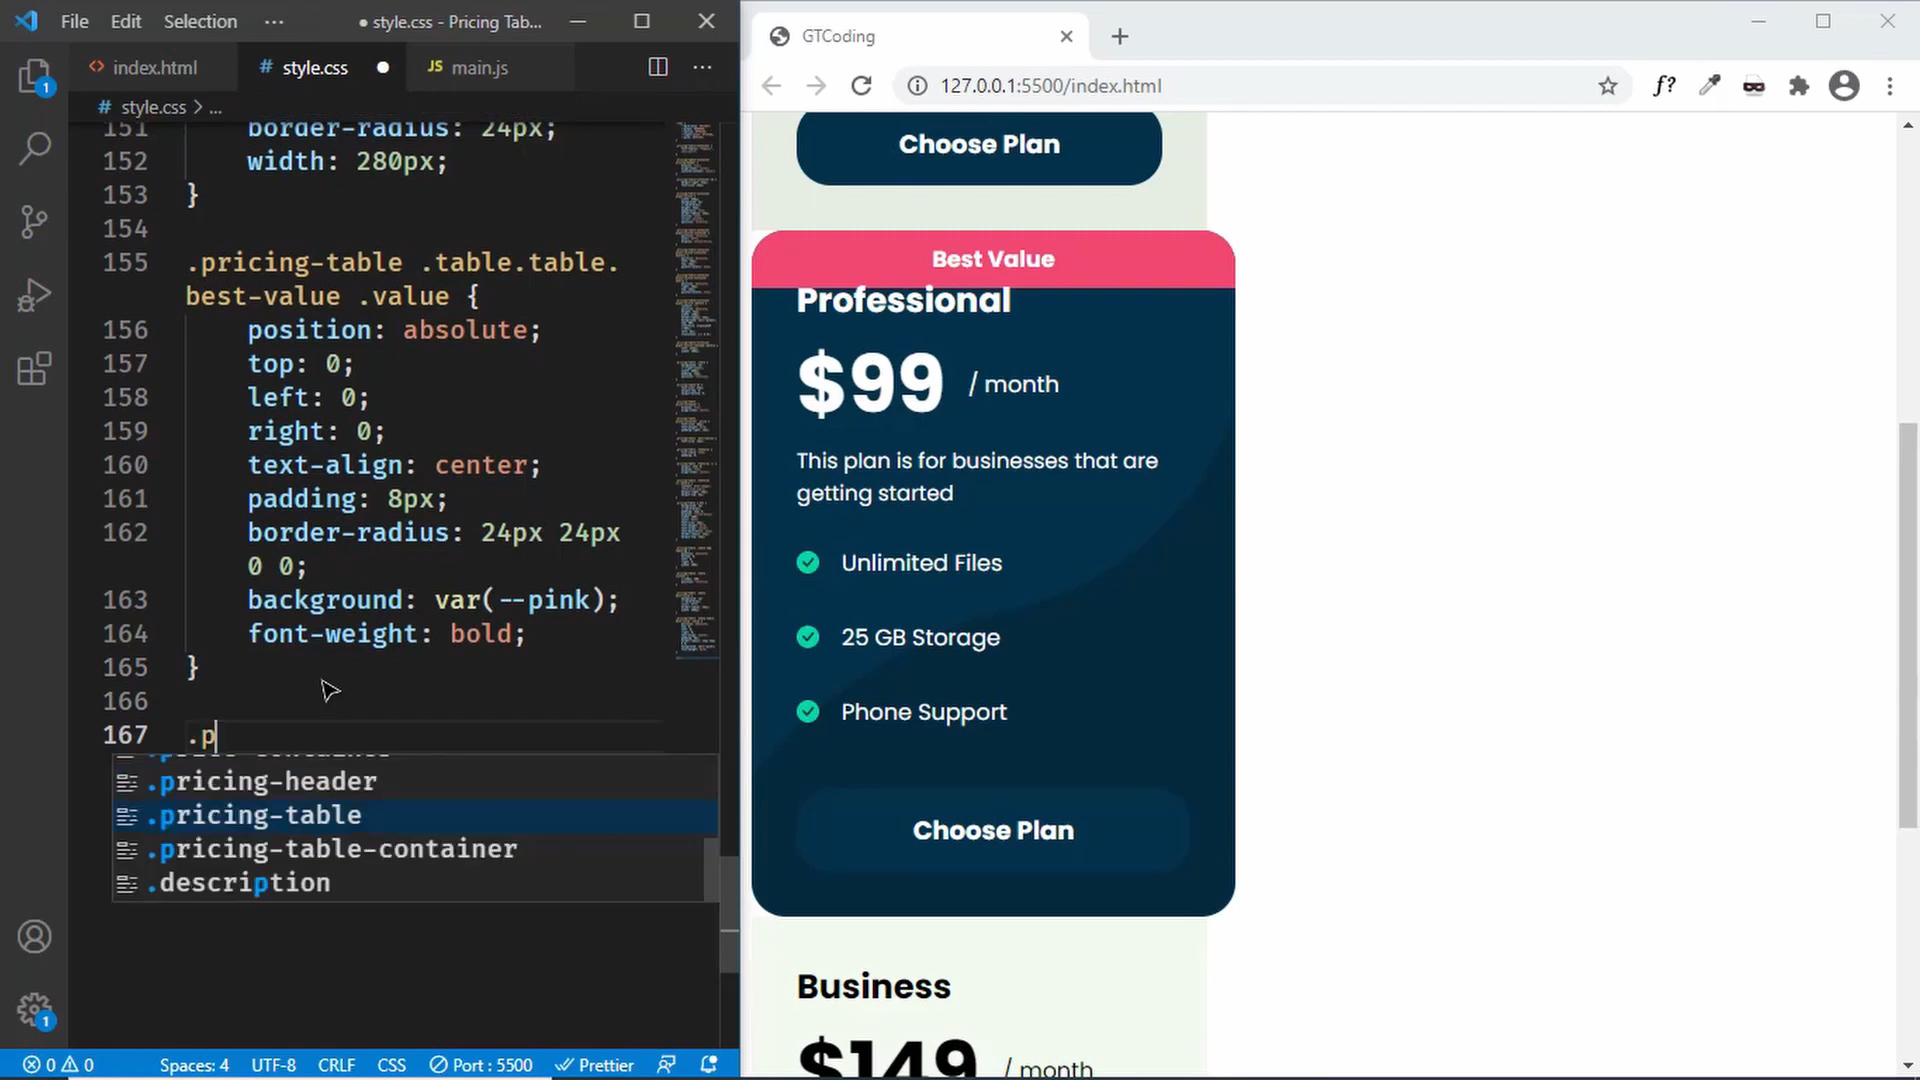 File Edit Selection ··· ● style.css - Pricing Tab...
index.html style.css ● JS main.js ···
# style.css > ...
151 border-radius: 24px;
152 width: 280px;
153 }
154
155 .pricing-table .table.table.
best-value .value {
156 position: absolute;
157 top: 0;
158 left: 0;
159 right: 0;
160 text-align: center;
161 padding: 8px;
162 border-radius: 24px 24px
0 0;
163 background: var(--pink);
164 font-weight: bold;
165 }
166
167 .p
.pricing-header
.pricing-table
.pricing-table-container
.description
1
1
0 0 Spaces: 4 UTF-8 CRLF CSS Port : 5500 Prettier
GTCoding
127.0.0.1:5500/index.html
f?
Choose Plan
Best Value
Professional
$99 / month
This plan is for businesses that are
getting started
Unlimited Files
25 GB Storage
Phone Support
Choose Plan
Business
$149 / month